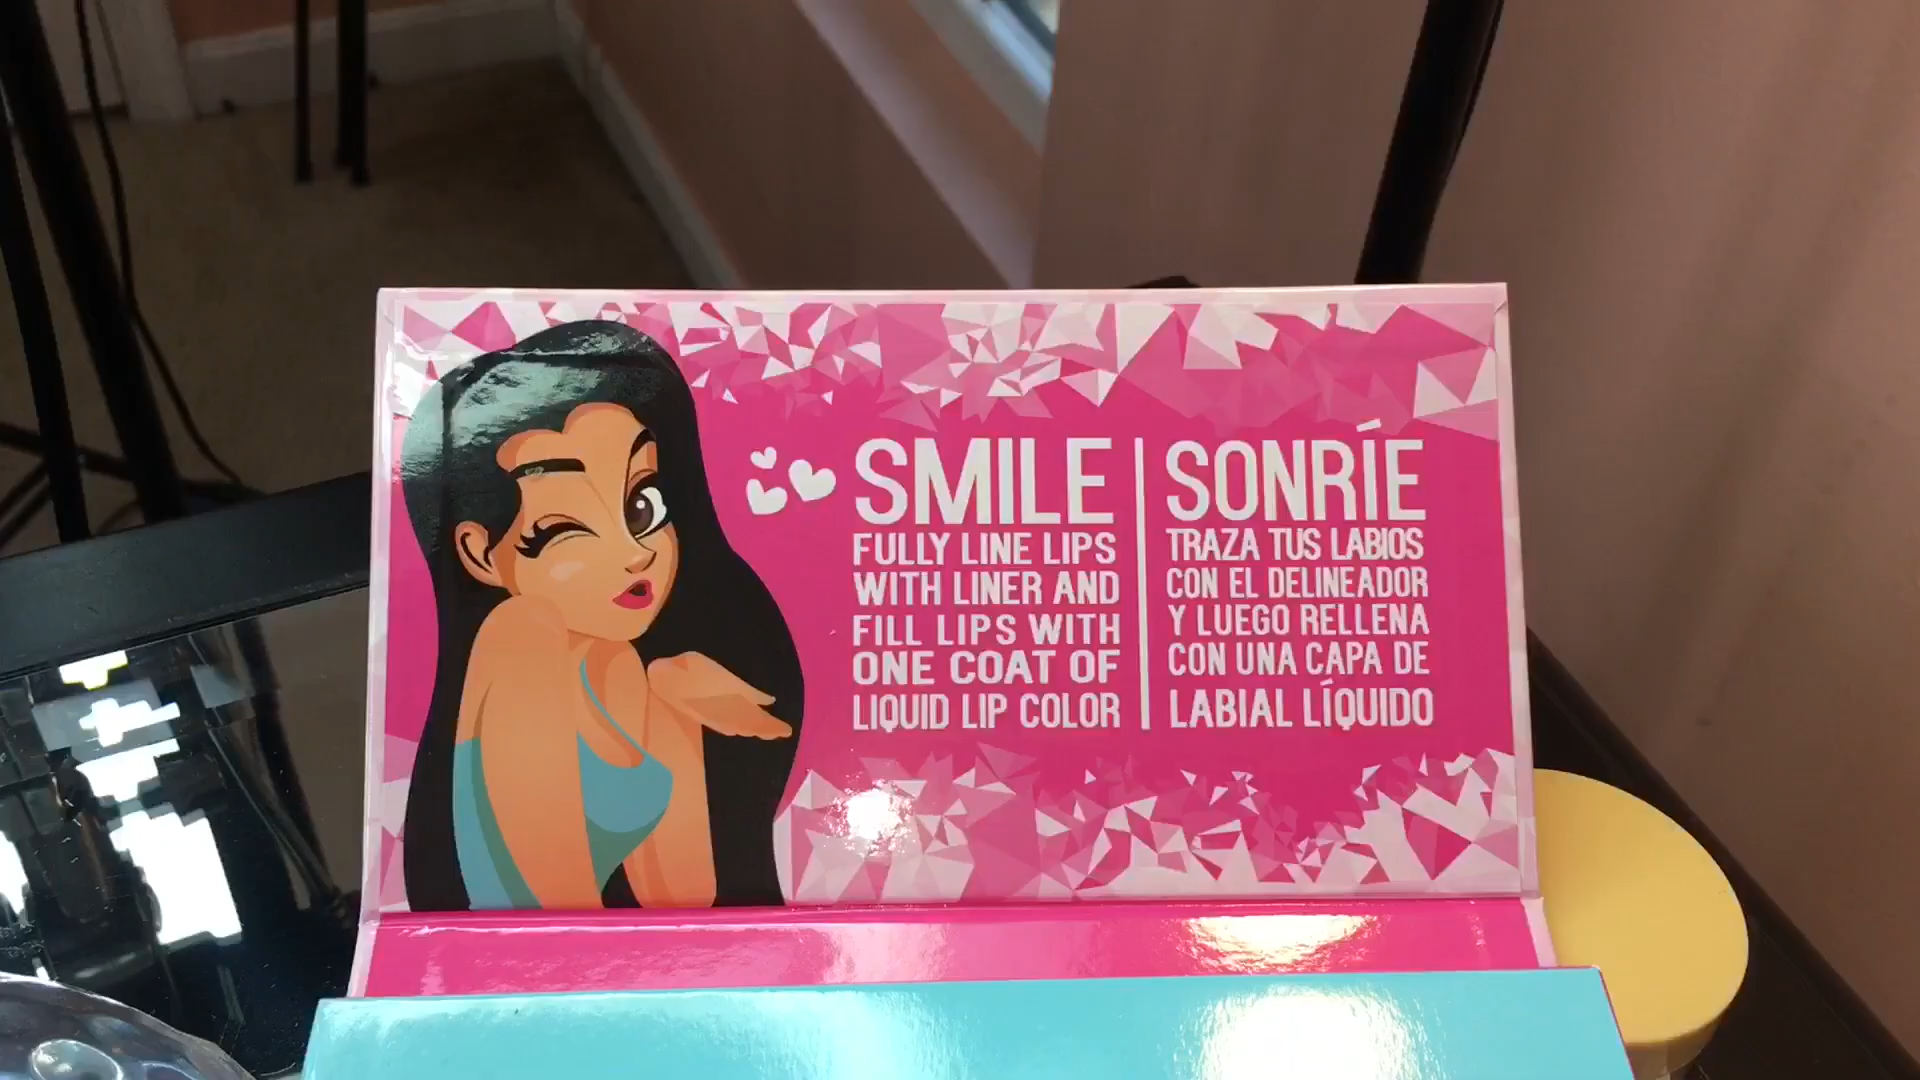 SMILE
FULLY LINE LIPS
WITH LINER AND
FILL LIPS WITH
ONE COAT OF
LIQUID LIP COLOR
SONRÍE
TRAZA TUS LABIOS
CON EL DELINEADOR
Y LUEGO RELLENA
CON UNA CAPA DE
LABIAL LÍQUIDO